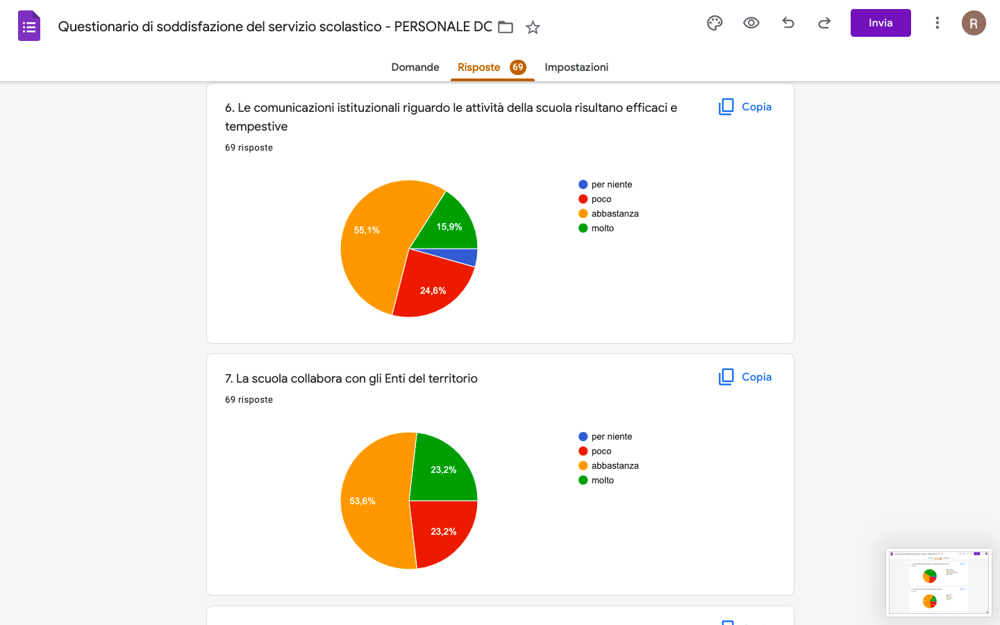 Questionario di soddisfazione del servizio scolastico - PERSONALE DO
Invia
R
Domande
Risposte 69
Impostazioni
6. Le comunicazioni istituzionali riguardo le attività della scuola risultano efficaci e
tempestive
Copia
69 risposte
55,1%
15,9%
24,6%
per niente
poco
abbastanza
molto
7. La scuola collabora con gli Enti del territorio
Copia
69 risposte
53,6%
23,2%
23,2%
per niente
poco
abbastanza
molto